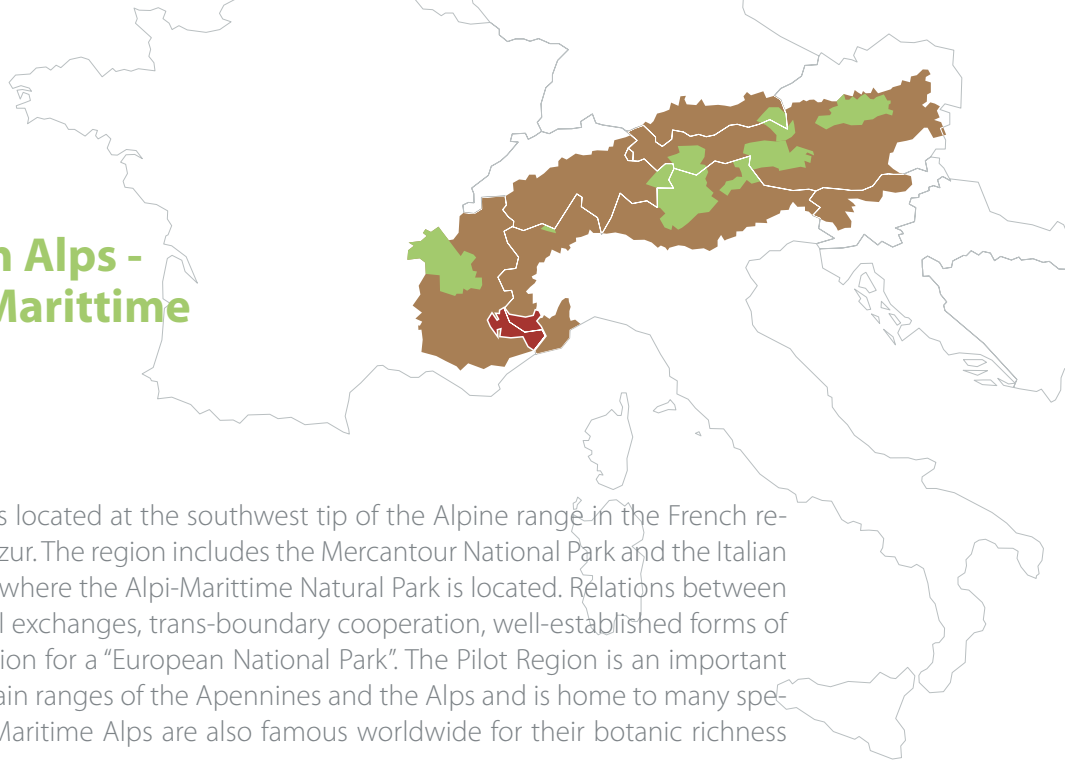 n Alps -
Marittime
s located at the southwest tip of the Alpine range in the French re-
zur. The region includes the Mercantour National Park and the Italian
where the Alpi-Marittime Natural Park is located. Relations between
l exchanges, trans-boundary cooperation, well-established forms of
ion for a “European National Park”. The Pilot Region is an important
ain ranges of the Apennines and the Alps and is home to many spe-
Maritime Alps are also famous worldwide for their botanic richness